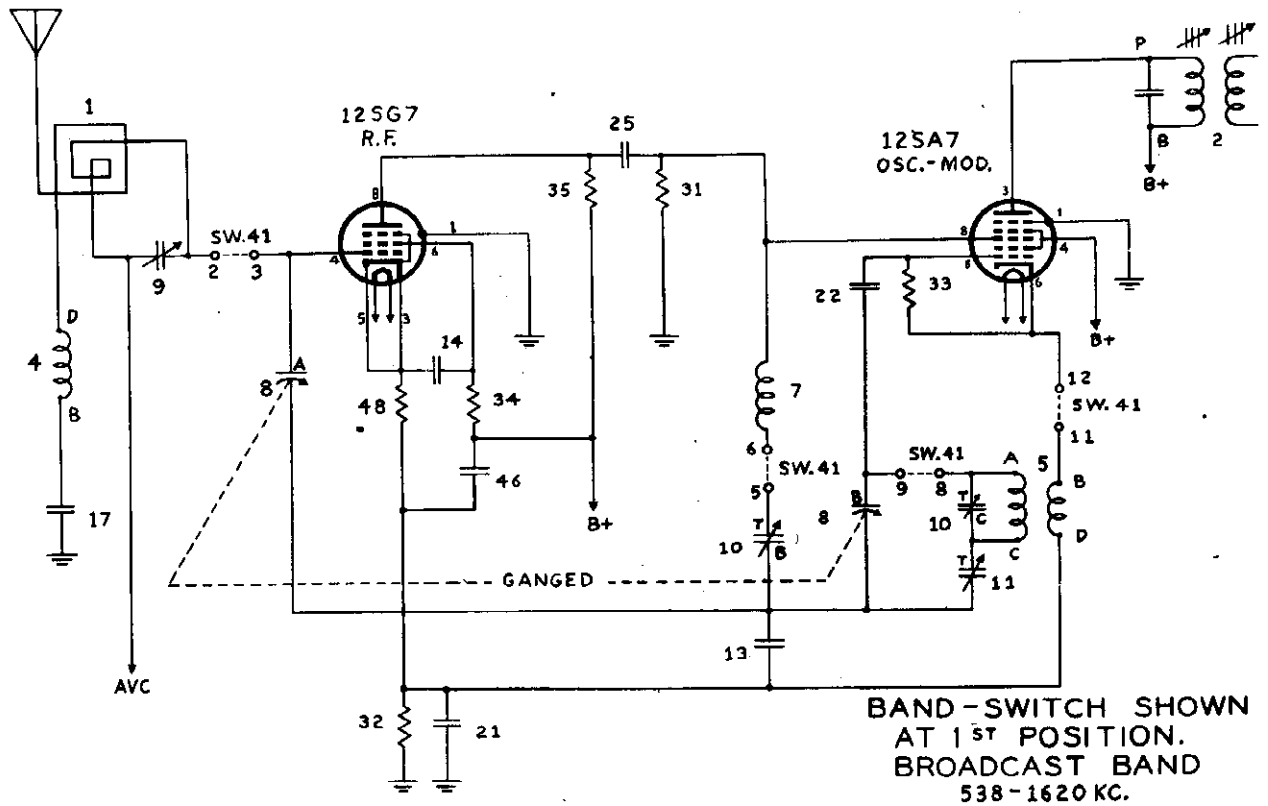 P
1
12SG7
R.F.
25
12SA7
OSC.-MOD.
B
2
B+
35
31
8
3
1
1
SW.41
4
6
8
4
5
6
9
2
3
5
3
22
33
B+
D
14
4
A
8
12
7
SW.41
48
34
B
11
6
SW.41
A
5
SW.41
46
9
8
B
5
B
17
8
T
10
C
B+
10
T
B
C
D
T
11
GANGED
13
AVC
32
21
BAND-SWITCH SHOWN
AT 1ST POSITION.
BROADCAST BAND
538-1620 KC.